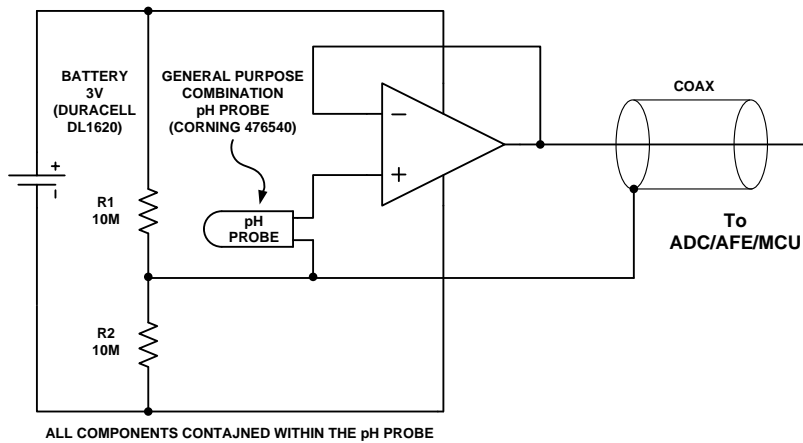 BATTERY
3V
(DURACELL
DL1620)
GENERAL PURPOSE
COMBINATION
pH PROBE
(CORNING 476540)
COAX
+
R1
10M
−
+
pH
PROBE
To
ADC/AFE/MCU
R2
10M
ALL COMPONENTS CONTAJNED WITHIN THE pH PROBE